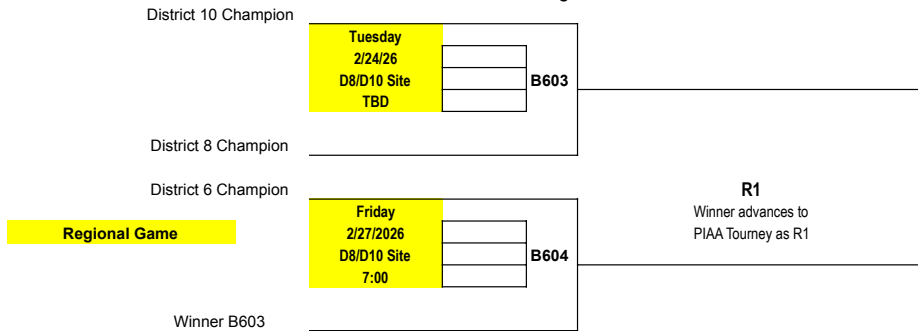 District 10 Champion
Tuesday
2/24/26
D8/D10 Site
B603
TBD
District 8 Champion
District 6 Champion
R1
Friday
Winner advances to
Regional Game
2/27/2026
PIAA Tourney as R1
D8/D10 Site
B604
7:00
Winner B603